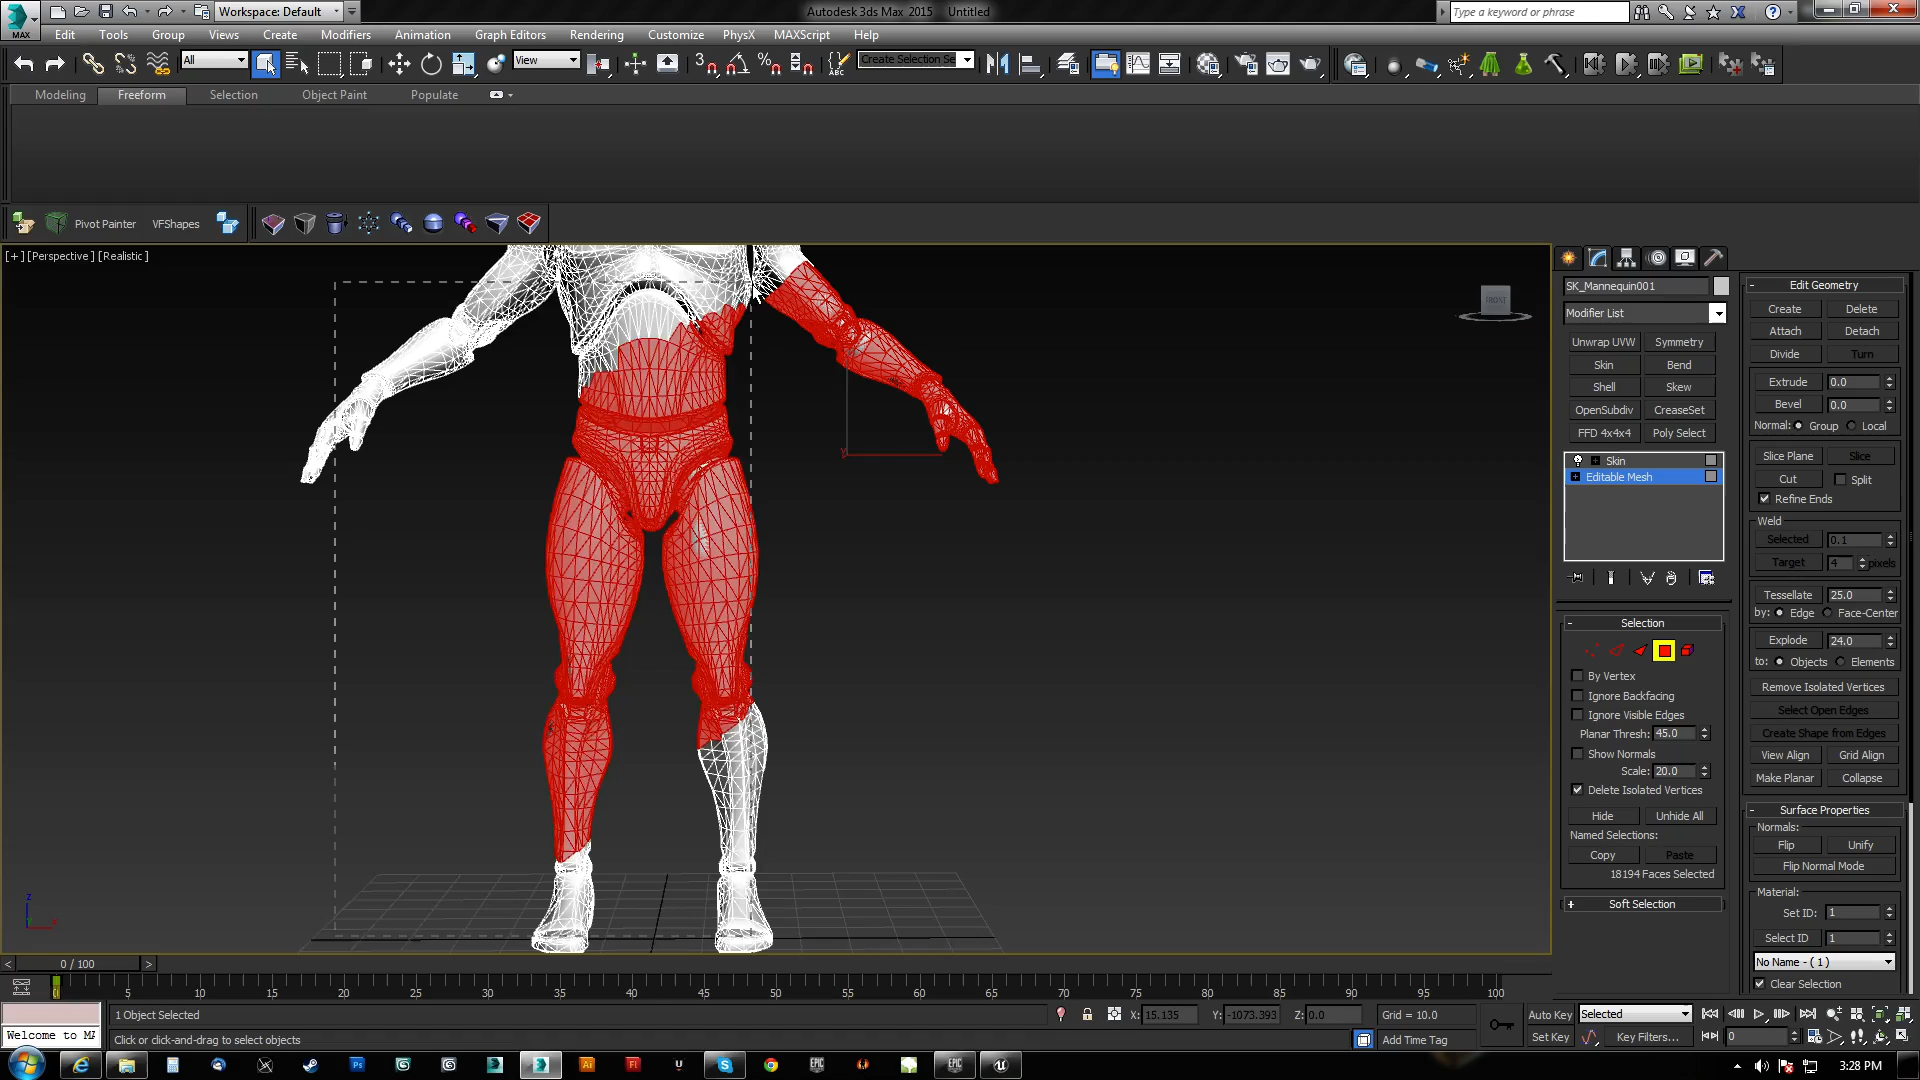 Workspace: Default
Autodesk 3ds Max 2015 Untitled
Type a keyword or phrase
MAX
Edit Tools Group Views Create Modifiers Animation Graph Editors Rendering Customize PhysX MAXScript Help
All
View
3
ABC
Create Selection Se
Modeling Freeform Selection Object Paint Populate
Pivot Painter VFShapes
[+] [Perspective] [Realistic]
FRONT
SK_Mannequin001
Modifier List
Unwrap UVW Symmetry
Skin Bend
Shell Skew
OpenSubdiv CreaseSet
FFD 4x4x4 Poly Select
Skin
Editable Mesh
Selection
By Vertex
Ignore Backfacing
Ignore Visible Edges
Planar Thresh: 45.0
Show Normals
Scale: 20.0
Delete Isolated Vertices
Hide Unhide All
Named Selections:
Copy Paste
18194 Faces Selected
Soft Selection
Edit Geometry
Create Delete
Attach Detach
Divide Turn
Extrude 0.0
Bevel 0.0
Normal: Group Local
Slice Plane Slice
Cut Split
Refine Ends
Weld
Selected 0.1
Target 4 pixels
Tessellate 25.0
by: Edge Face-Center
Explode 24.0
to: Objects Elements
Remove Isolated Vertices
Select Open Edges
Create Shape from Edges
View Align Grid Align
Make Planar Collapse
Surface Properties
Normals:
Flip Unify
Flip Normal Mode
Material:
Set ID: 1
Select ID 1
No Name - ( 1 )
Clear Selection
y
z
x
< 0 / 100 >
5 10 15 20 25 30 35 40 45 50 55 60 65 70 75 80 85 90 95 100
1 Object Selected
X: 15.135 Y: -1073.393 Z: 0.0 Grid = 10.0
Auto Key Selected
Welcome to MA
Click or click-and-drag to select objects
Add Time Tag
Set Key Key Filters... 0
Ps Ai Fl EPIC EPIC
3:28 PM